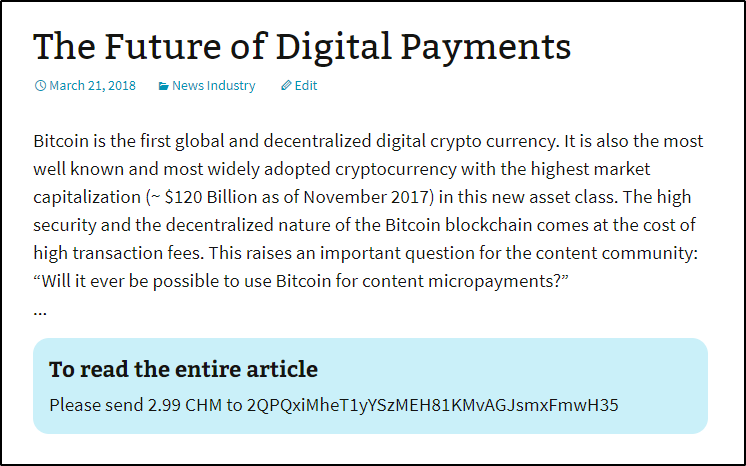 The Future of Digital Payments
March 21, 2018 News Industry Edit
Bitcoin is the first global and decentralized digital crypto currency. It is also the most
well known and most widely adopted cryptocurrency with the highest market
capitalization (~ $120 Billion as of November 2017) in this new asset class. The high
security and the decentralized nature of the Bitcoin blockchain comes at the cost of
high transaction fees. This raises an important question for the content community:
“Will it ever be possible to use Bitcoin for content micropayments?”
...
To read the entire article
Please send 2.99 CHM to 2QPQxiMheT1yYSzMEH81KMvAGJsmxFmwH35